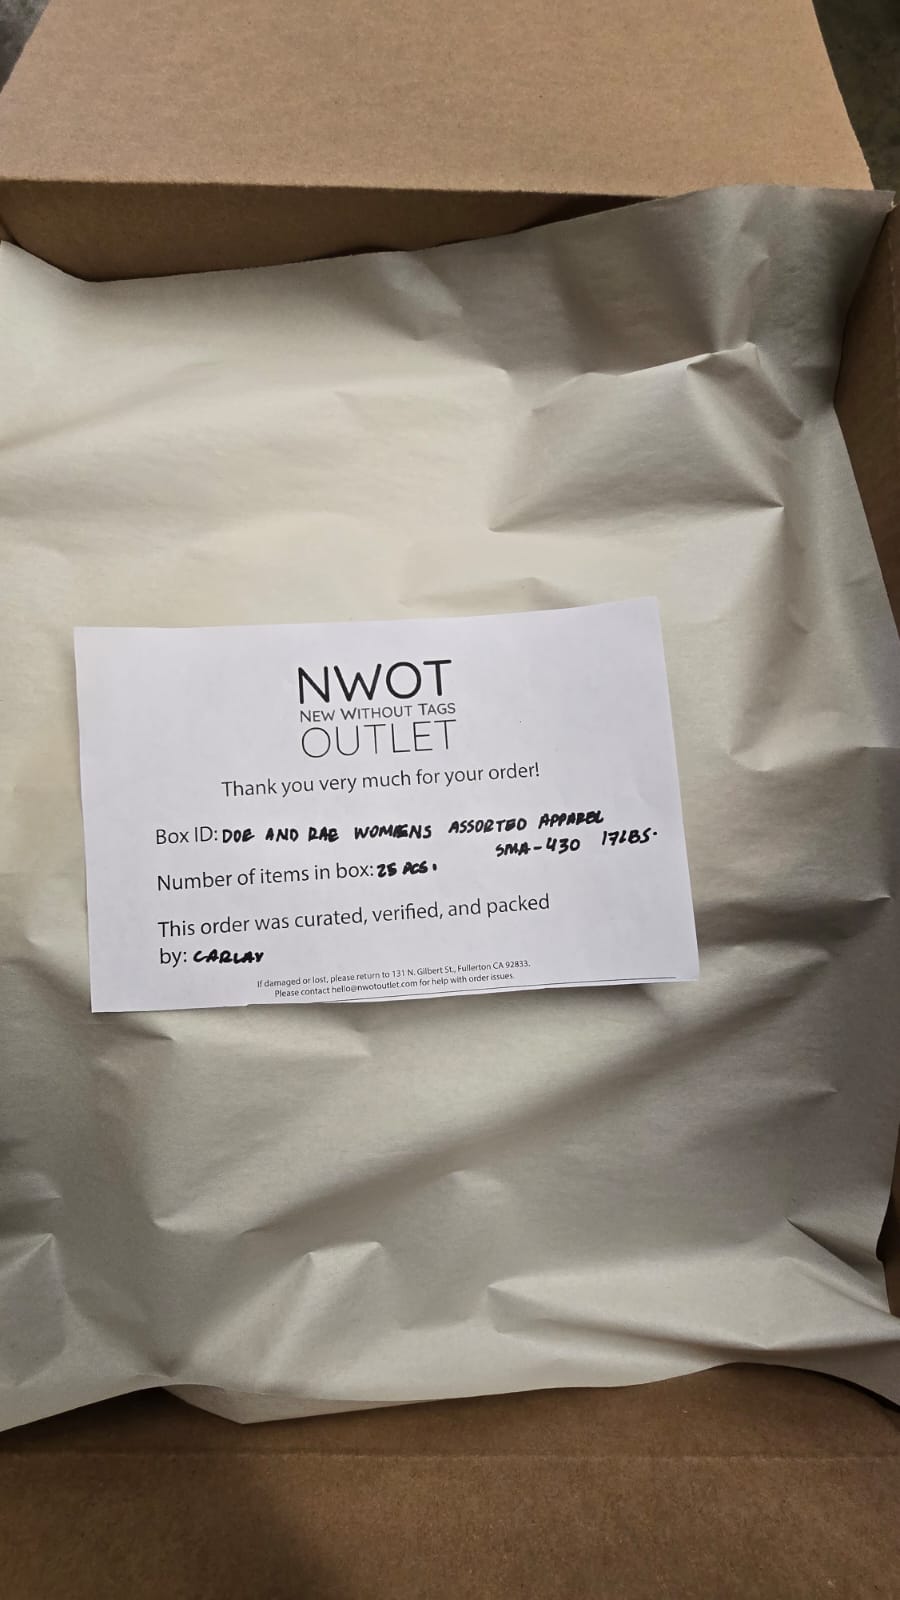 NWOT
NEW WITHOUT TAGS
OUTLET
Thank you very much for your order!
Box ID: DOE AND RAE WOMENS ASSORTED APPAREL
SMA-430 17LBS.
Number of items in box: 25 PCS.
This order was curated, verified, and packed
by: CARLAY
If damaged or lost, please return to 131 N. Gilbert St., Fullerton CA 92833.
Please contact hello@nwotoutlet.com for help with order issues.